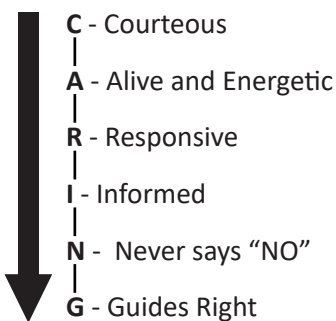 C - Courteous
A - Alive and Energetic
R - Responsive
I - Informed
N - Never says “NO”
G - Guides Right